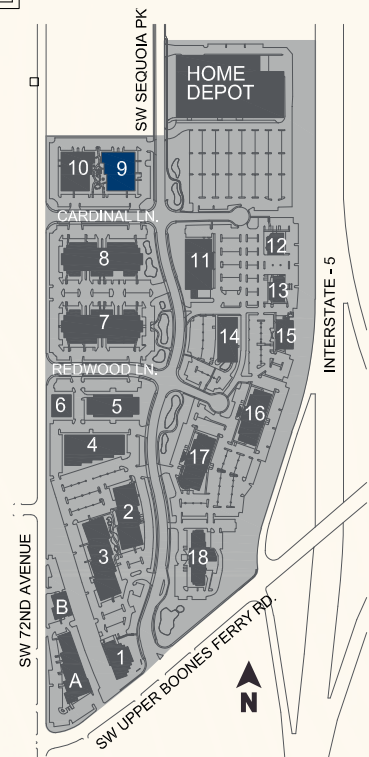 SW SEQUOIA PK
HOME
DEPOT
10
9
CARDINAL LN.
8
7
REDWOOD LN.
11
12
13
14
15
INTERSTATE - 5
6
5
4
16
17
2
3
18
SW 72ND AVENUE
B
A
1
SW UPPER BOONES FERRY RD.
N